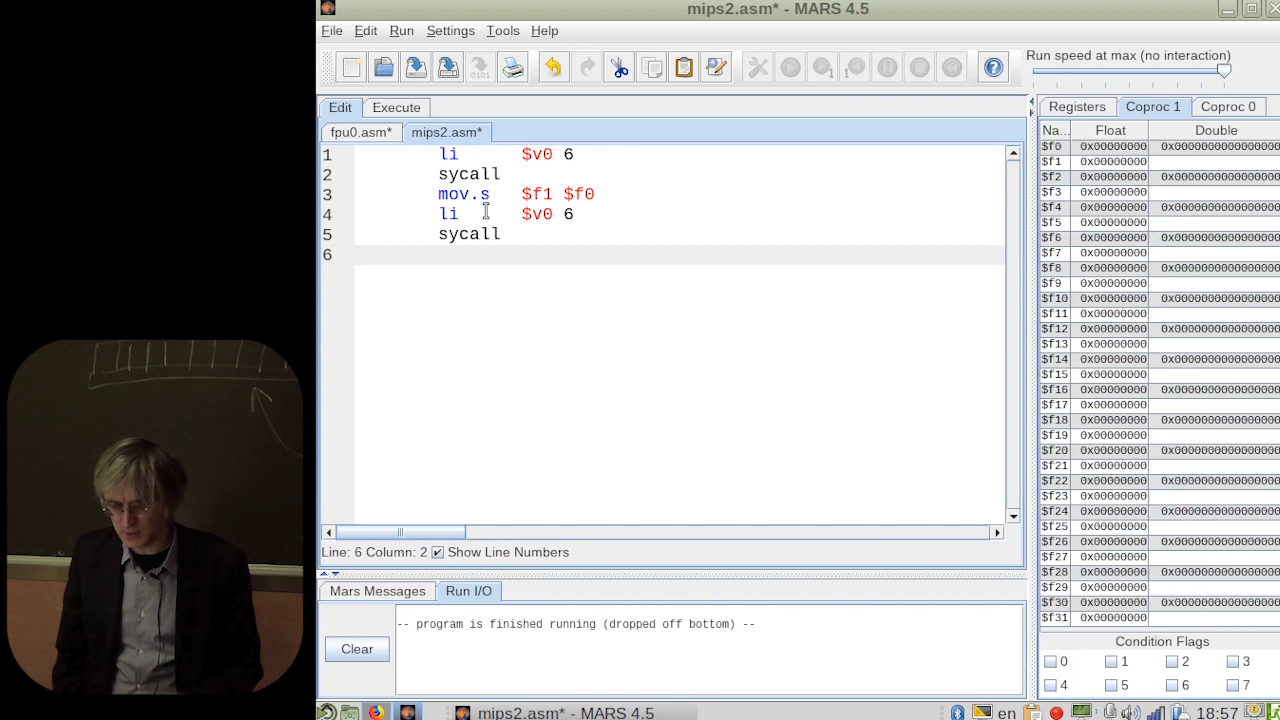 mips2.asm* - MARS 4.5
File Edit Run Settings Tools Help
Run speed at max (no interaction)
Edit Execute
fpu0.asm* mips2.asm*
1 li $v0 6
2 sycall
3 mov.s $f1 $f0
4 li $v0 6
5 sycall
6
Line: 6 Column: 2 Show Line Numbers
Mars Messages Run I/O
-- program is finished running (dropped off bottom) --
Clear
Registers Coproc 1 Coproc 0
Na... Float Double
$f0 0x00000000 0x0000000000000000
$f1 0x00000000
$f2 0x00000000 0x0000000000000000
$f3 0x00000000
$f4 0x00000000 0x0000000000000000
$f5 0x00000000
$f6 0x00000000 0x0000000000000000
$f7 0x00000000
$f8 0x00000000 0x0000000000000000
$f9 0x00000000
$f10 0x00000000 0x0000000000000000
$f11 0x00000000
$f12 0x00000000 0x0000000000000000
$f13 0x00000000
$f14 0x00000000 0x0000000000000000
$f15 0x00000000
$f16 0x00000000 0x0000000000000000
$f17 0x00000000
$f18 0x00000000 0x0000000000000000
$f19 0x00000000
$f20 0x00000000 0x0000000000000000
$f21 0x00000000
$f22 0x00000000 0x0000000000000000
$f23 0x00000000
$f24 0x00000000 0x0000000000000000
$f25 0x00000000
$f26 0x00000000 0x0000000000000000
$f27 0x00000000
$f28 0x00000000 0x0000000000000000
$f29 0x00000000
$f30 0x00000000 0x0000000000000000
$f31 0x00000000
Condition Flags
0 1 2 3
4 5 6 7
mips2.asm* - MARS 4.5
en
18:57